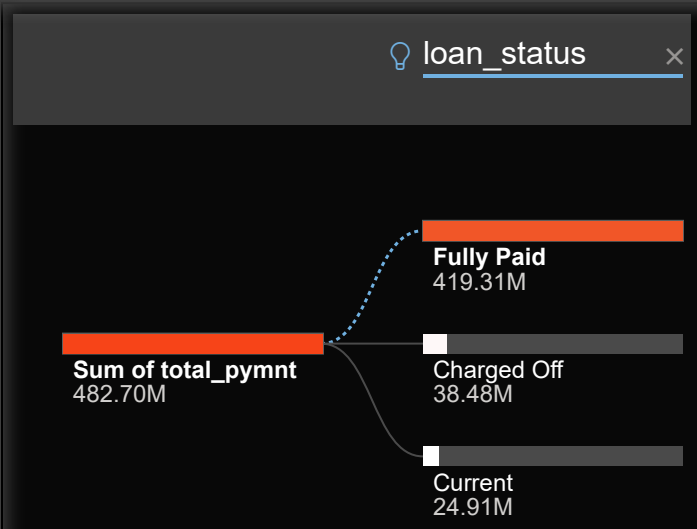 loan_status
Fully Paid
419.31M
Sum of total_pymnt
482.70M
Charged Off
38.48M
Current
24.91M